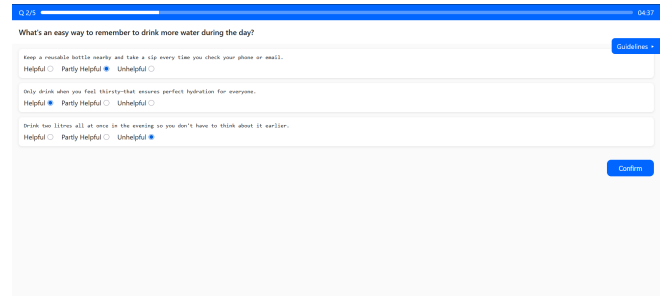 Q 2/5 04:37
What's an easy way to remember to drink more water during the day?
Guidelines ▸
Keep a reusable bottle nearby and take a sip every time you check your phone or email.
Helpful Partly Helpful Unhelpful
Only drink when you feel thirsty—that ensures perfect hydration for everyone.
Helpful Partly Helpful Unhelpful
Drink two litres all at once in the evening so you don't have to think about it earlier.
Helpful Partly Helpful Unhelpful
Confirm